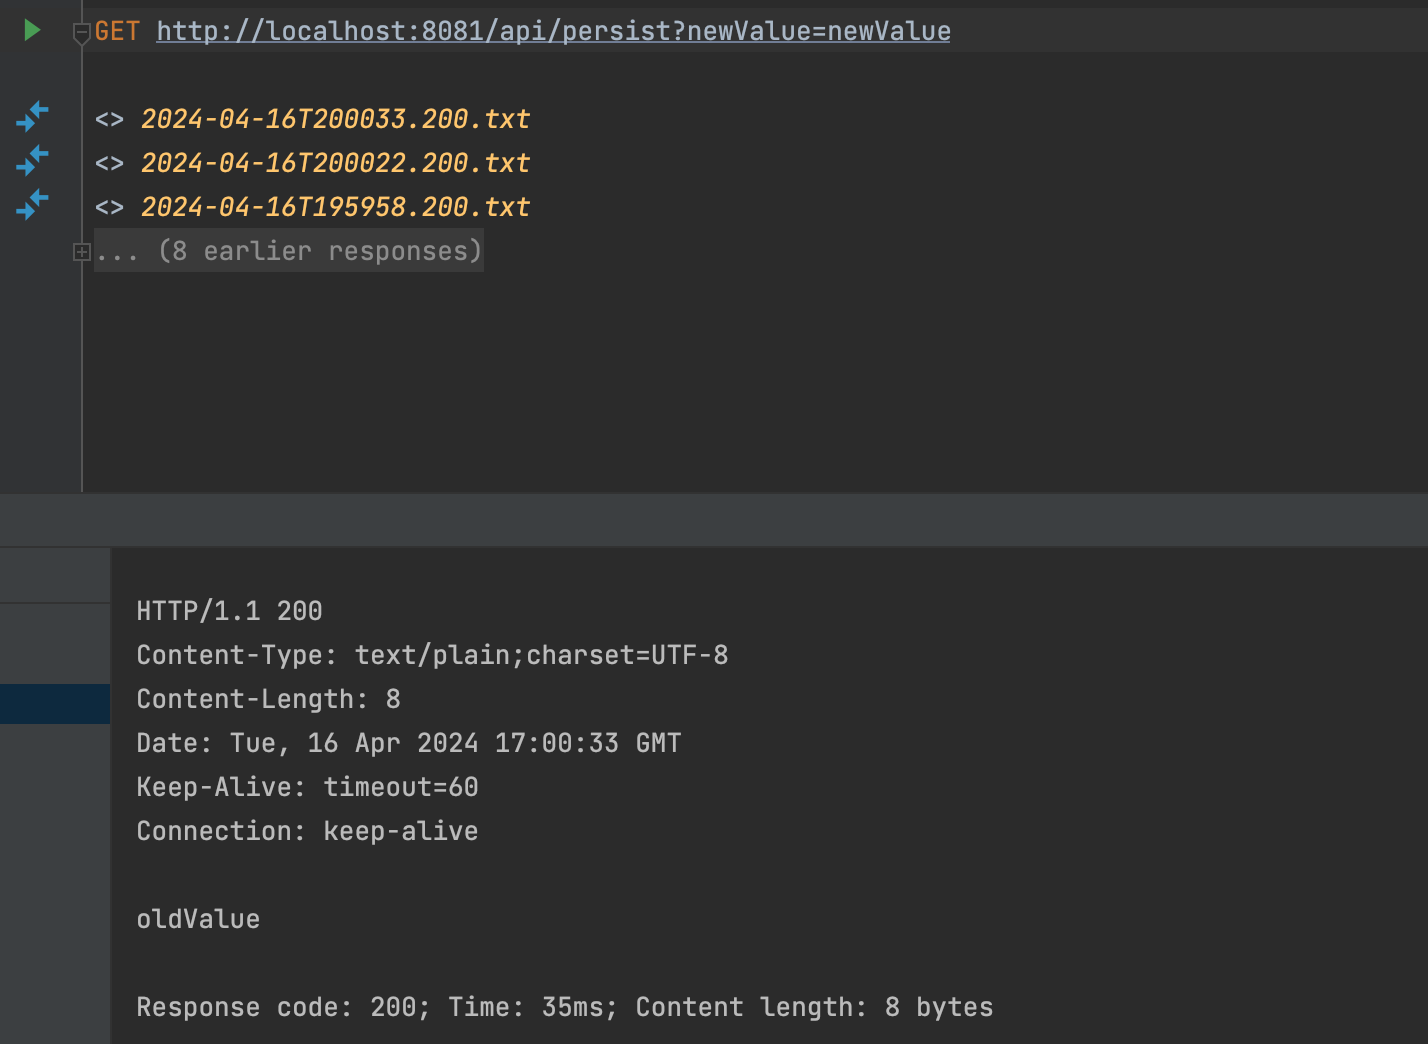 GET http://localhost:8081/api/persist?newValue=newValue
<> 2024-04-16T200033.200.txt
<> 2024-04-16T200022.200.txt
<> 2024-04-16T195958.200.txt
... (8 earlier responses)
HTTP/1.1 200
Content-Type: text/plain;charset=UTF-8
Content-Length: 8
Date: Tue, 16 Apr 2024 17:00:33 GMT
Keep-Alive: timeout=60
Connection: keep-alive
oldValue
Response code: 200; Time: 35ms; Content length: 8 bytes